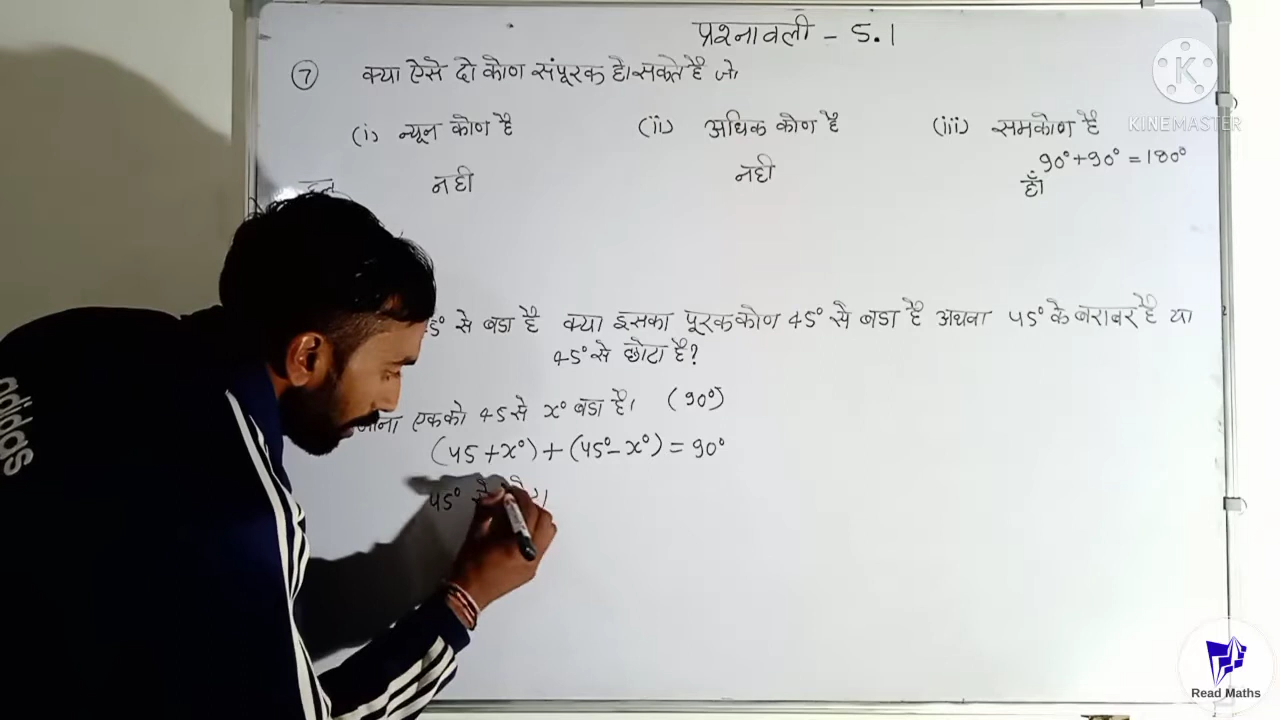 प्रश्नावली - 5.1
⑦ क्या ऐसे दो कोण संपूरक हो सकते है जो
(i) न्यून कोण है (ii) अधिक कोण है (iii) समकोण है
90° + 90° = 180°
नही नही हाँ
से बडा है क्या इसका पूरक कोण 45° से बडा है अथवा 45° के बराबर है या
45° से छोटा है?
एक को 45 से x° बडा है। (90°)
(45 + x°) + (45° - x°) = 90°
45° से
KINEMASTER
Read Maths
adidas